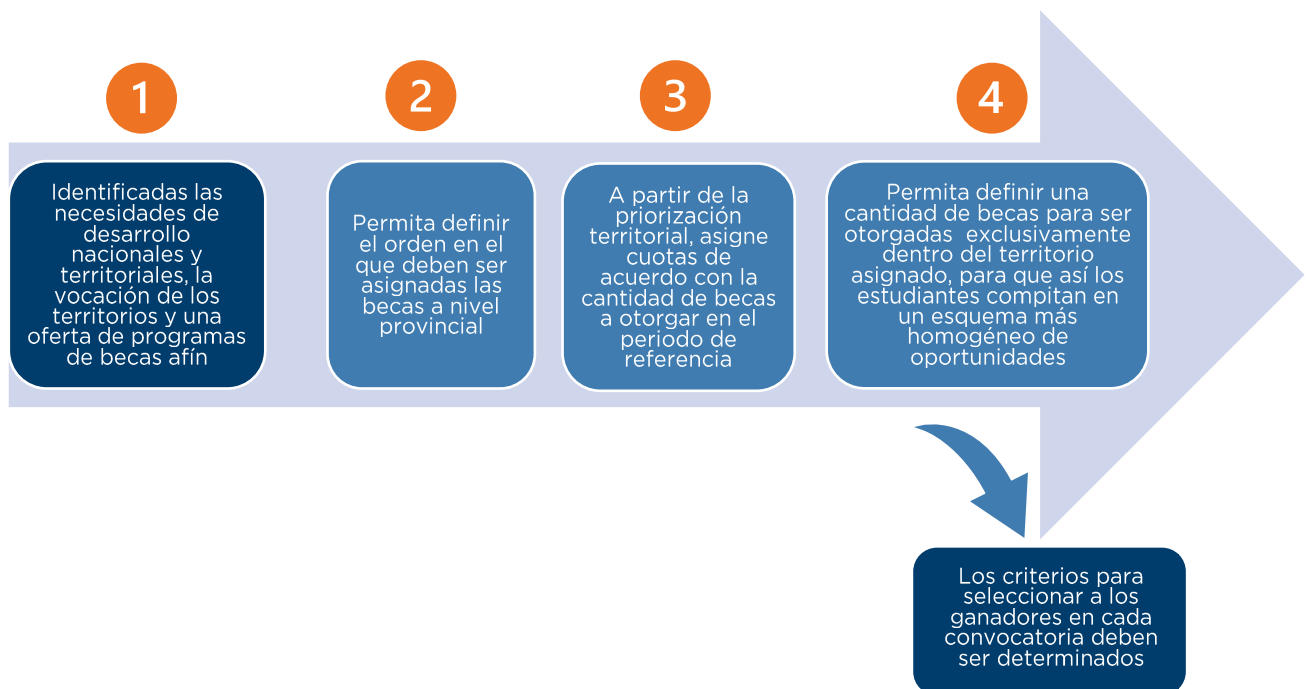 1
Identificadas las
necesidades de
desarrollo
nacionales y
territoriales, la
vocación de los
territorios y una
oferta de programas
de becas afín
2
Permita definir
el orden en el
que deben ser
asignadas las
becas a nivel
provincial
3
A partir de la
priorización
territorial, asigne
cuotas de
acuerdo con la
cantidad de becas
a otorgar en el
periodo de
referencia
4
Permita definir una
cantidad de becas para ser
otorgadas exclusivamente
dentro del territorio
asignado, para que así los
estudiantes compitan en
un esquema más
homogéneo de
oportunidades
Los criterios para
seleccionar a los
ganadores en cada
convocatoria deben
ser determinados